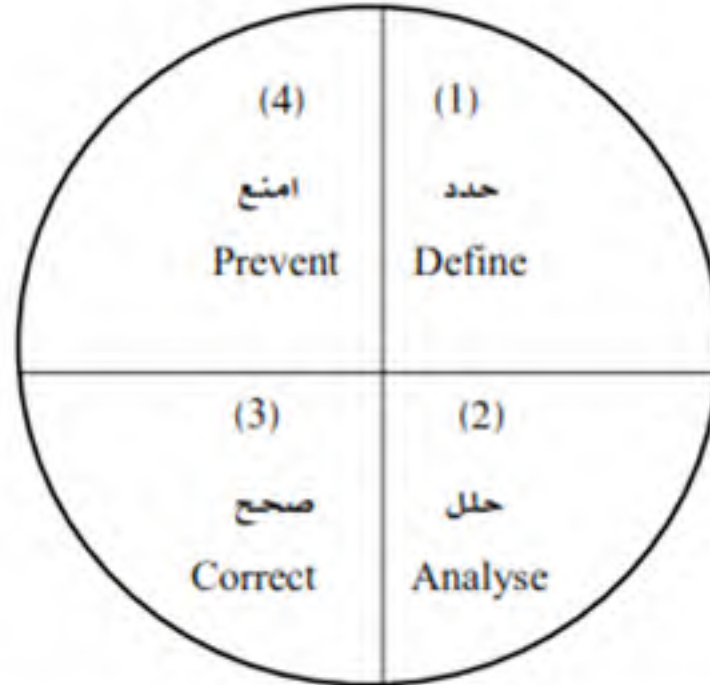 (1)
حدد
Define
(2)
حلل
Analyse
(3)
صحح
Correct
(4)
امنع
Prevent